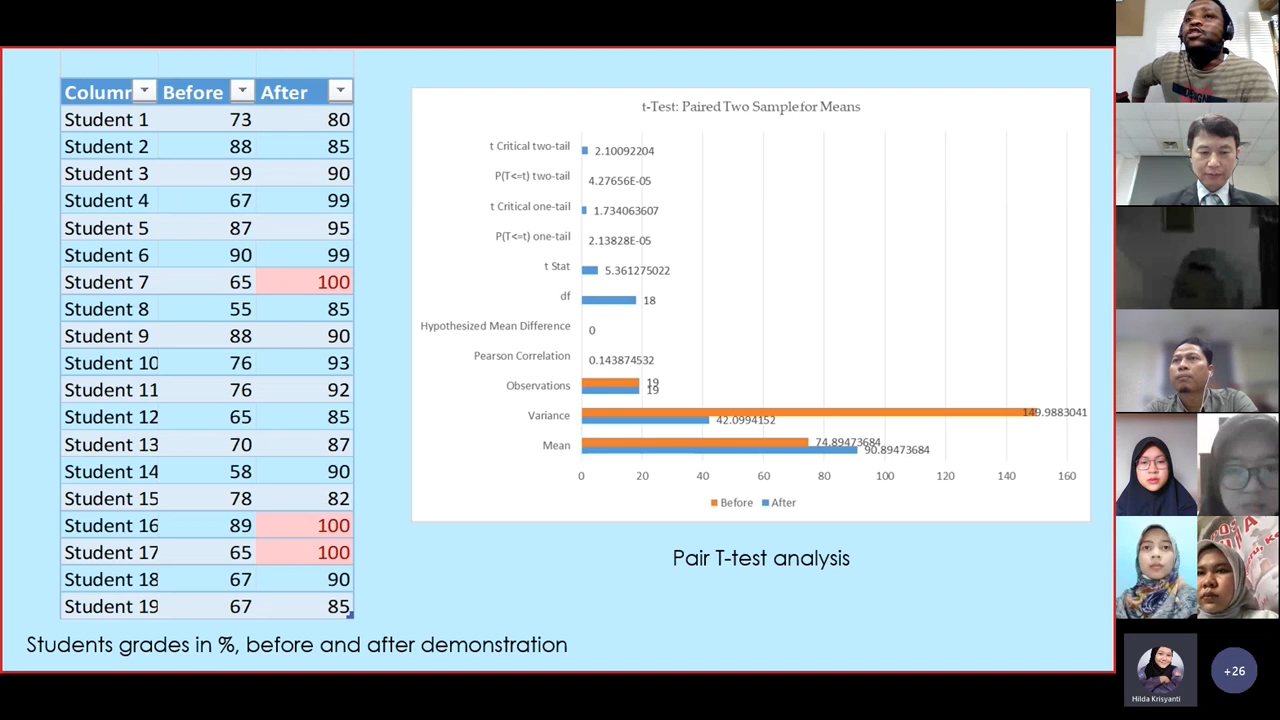 Colum Before After
Student 1 73 80
Student 2 88 85
Student 3 99 90
Student 4 67 99
Student 5 87 95
Student 6 90 99
Student 7 65 100
Student 8 55 85
Student 9 88 90
Student 10 76 93
Student 11 76 92
Student 12 65 85
Student 13 70 87
Student 14 58 90
Student 15 78 82
Student 16 89 100
Student 17 65 100
Student 18 67 90
Student 19 67 85
Students grades in %, before and after demonstration
t-Test: Paired Two Sample for Means
t Critical two-tail 2.10092204
P(T<=t) two-tail 4.27656E-05
t Critical one-tail 1.734063607
P(T<=t) one-tail 2.13828E-05
t Stat 5.361275022
df 18
Hypothesized Mean Difference 0
Pearson Correlation 0.143874532
Observations 19
19
Variance 149.9883041
42.0994152
Mean 74.89473684
90.89473684
0 20 40 60 80 100 120 140 160
Before After
Pair T-test analysis
Hilda Krisyanti
+26